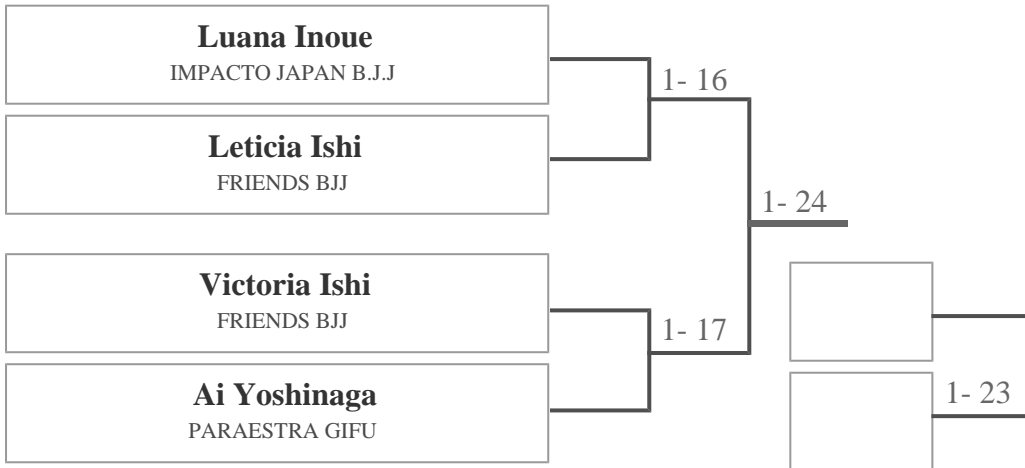 Luana Inoue
IMPACTO JAPAN B.J.J
1- 16
Leticia Ishi
FRIENDS BJJ
1- 24
Victoria Ishi
FRIENDS BJJ
1- 17
Ai Yoshinaga
PARAESTRA GIFU
1- 23